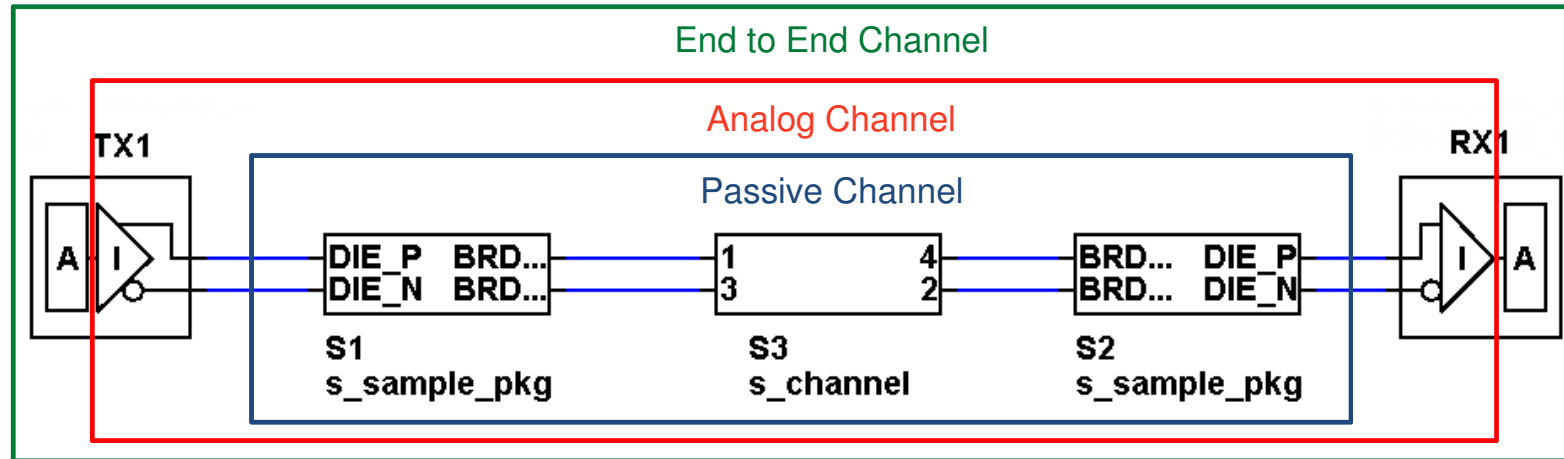 End to End Channel
Analog Channel
TX1
RX1
Passive Channel
A
I
DIE_P BRD...
DIE_N BRD...
1 4
3 2
BRD... DIE_P
BRD... DIE_N
I
A
S1
s_sample_pkg
S3
s_channel
S2
s_sample_pkg